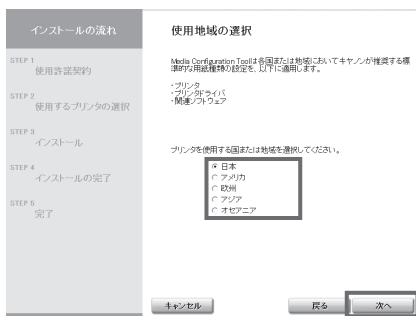 インストールの流れ
STEP 1
使用許諾契約
STEP 2
使用するプリンタの選択
STEP 3
インストール
STEP 4
インストールの完了
STEP 5
完了
使用地域の選択
Media Configuration Toolは各国または地域においてキヤノンが推奨する標
準的な用紙種類の設定を、以下に適用します。
・プリンタ
・プリンタドライバ
・関連ソフトウェア
プリンタを使用する国または地域を選択してください。
日本
アメリカ
欧州
アジア
オセアニア
キャンセル
戻る
次へ